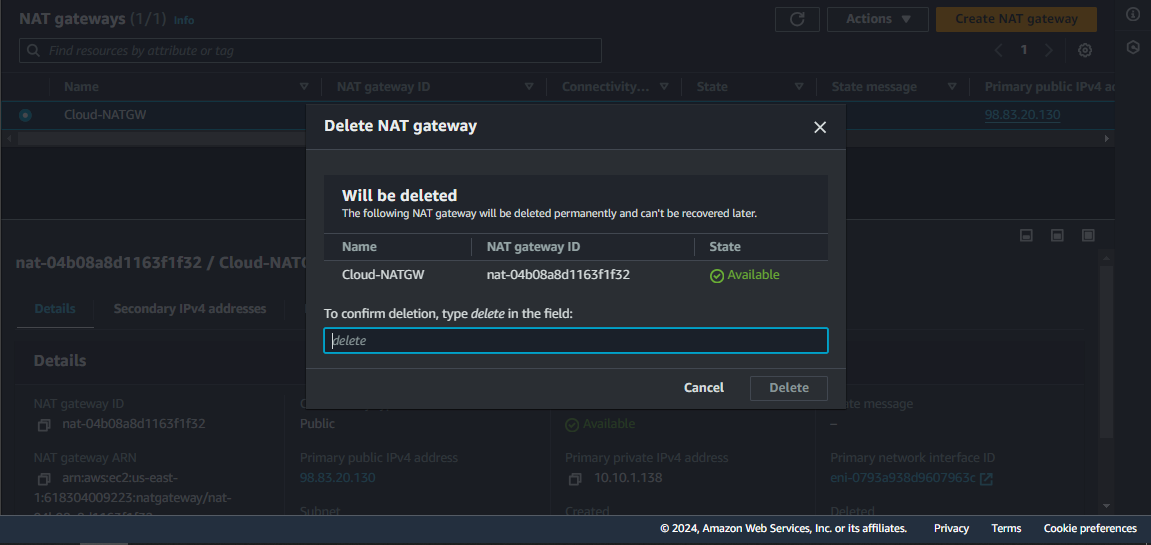 NAT gateways (1/1) Info
Actions
Create NAT gateway
Find resources by attribute or tag
1
Name NAT gateway ID Connectivity... State State message Primary public IPv4 ac
Cloud-NATGW 98.83.20.130
Delete NAT gateway
Will be deleted
The following NAT gateway will be deleted permanently and can't be recovered later.
Name NAT gateway ID State
Cloud-NATGW nat-04b08a8d1163f1f32 Available
To confirm deletion, type delete in the field:
delete
Cancel Delete
nat-04b08a8d1163f1f32 / Cloud-NATG
Details Secondary IPv4 addresses
Details
NAT gateway ID
nat-04b08a8d1163f1f32
Public
Available
ate message
–
NAT gateway ARN
arn:aws:ec2:us-east-
1:618304009223:natgateway/nat-
04b08a8d1163f1f32
Primary public IPv4 address
98.83.20.130
Primary private IPv4 address
10.10.1.138
Primary network interface ID
eni-0793a938d9607963c
Subnet Created Deleted
© 2024, Amazon Web Services, Inc. or its affiliates. Privacy Terms Cookie preferences